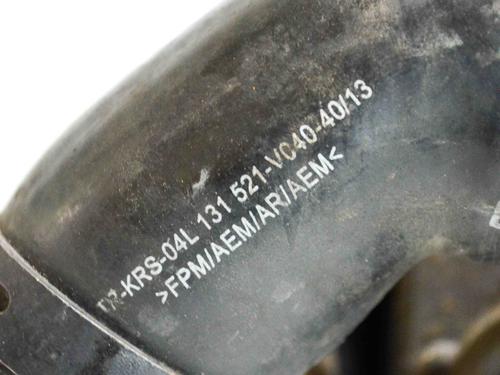 -KRS-04L 131 521-V040-40/13
>FPM/AEM/AR/AEM<